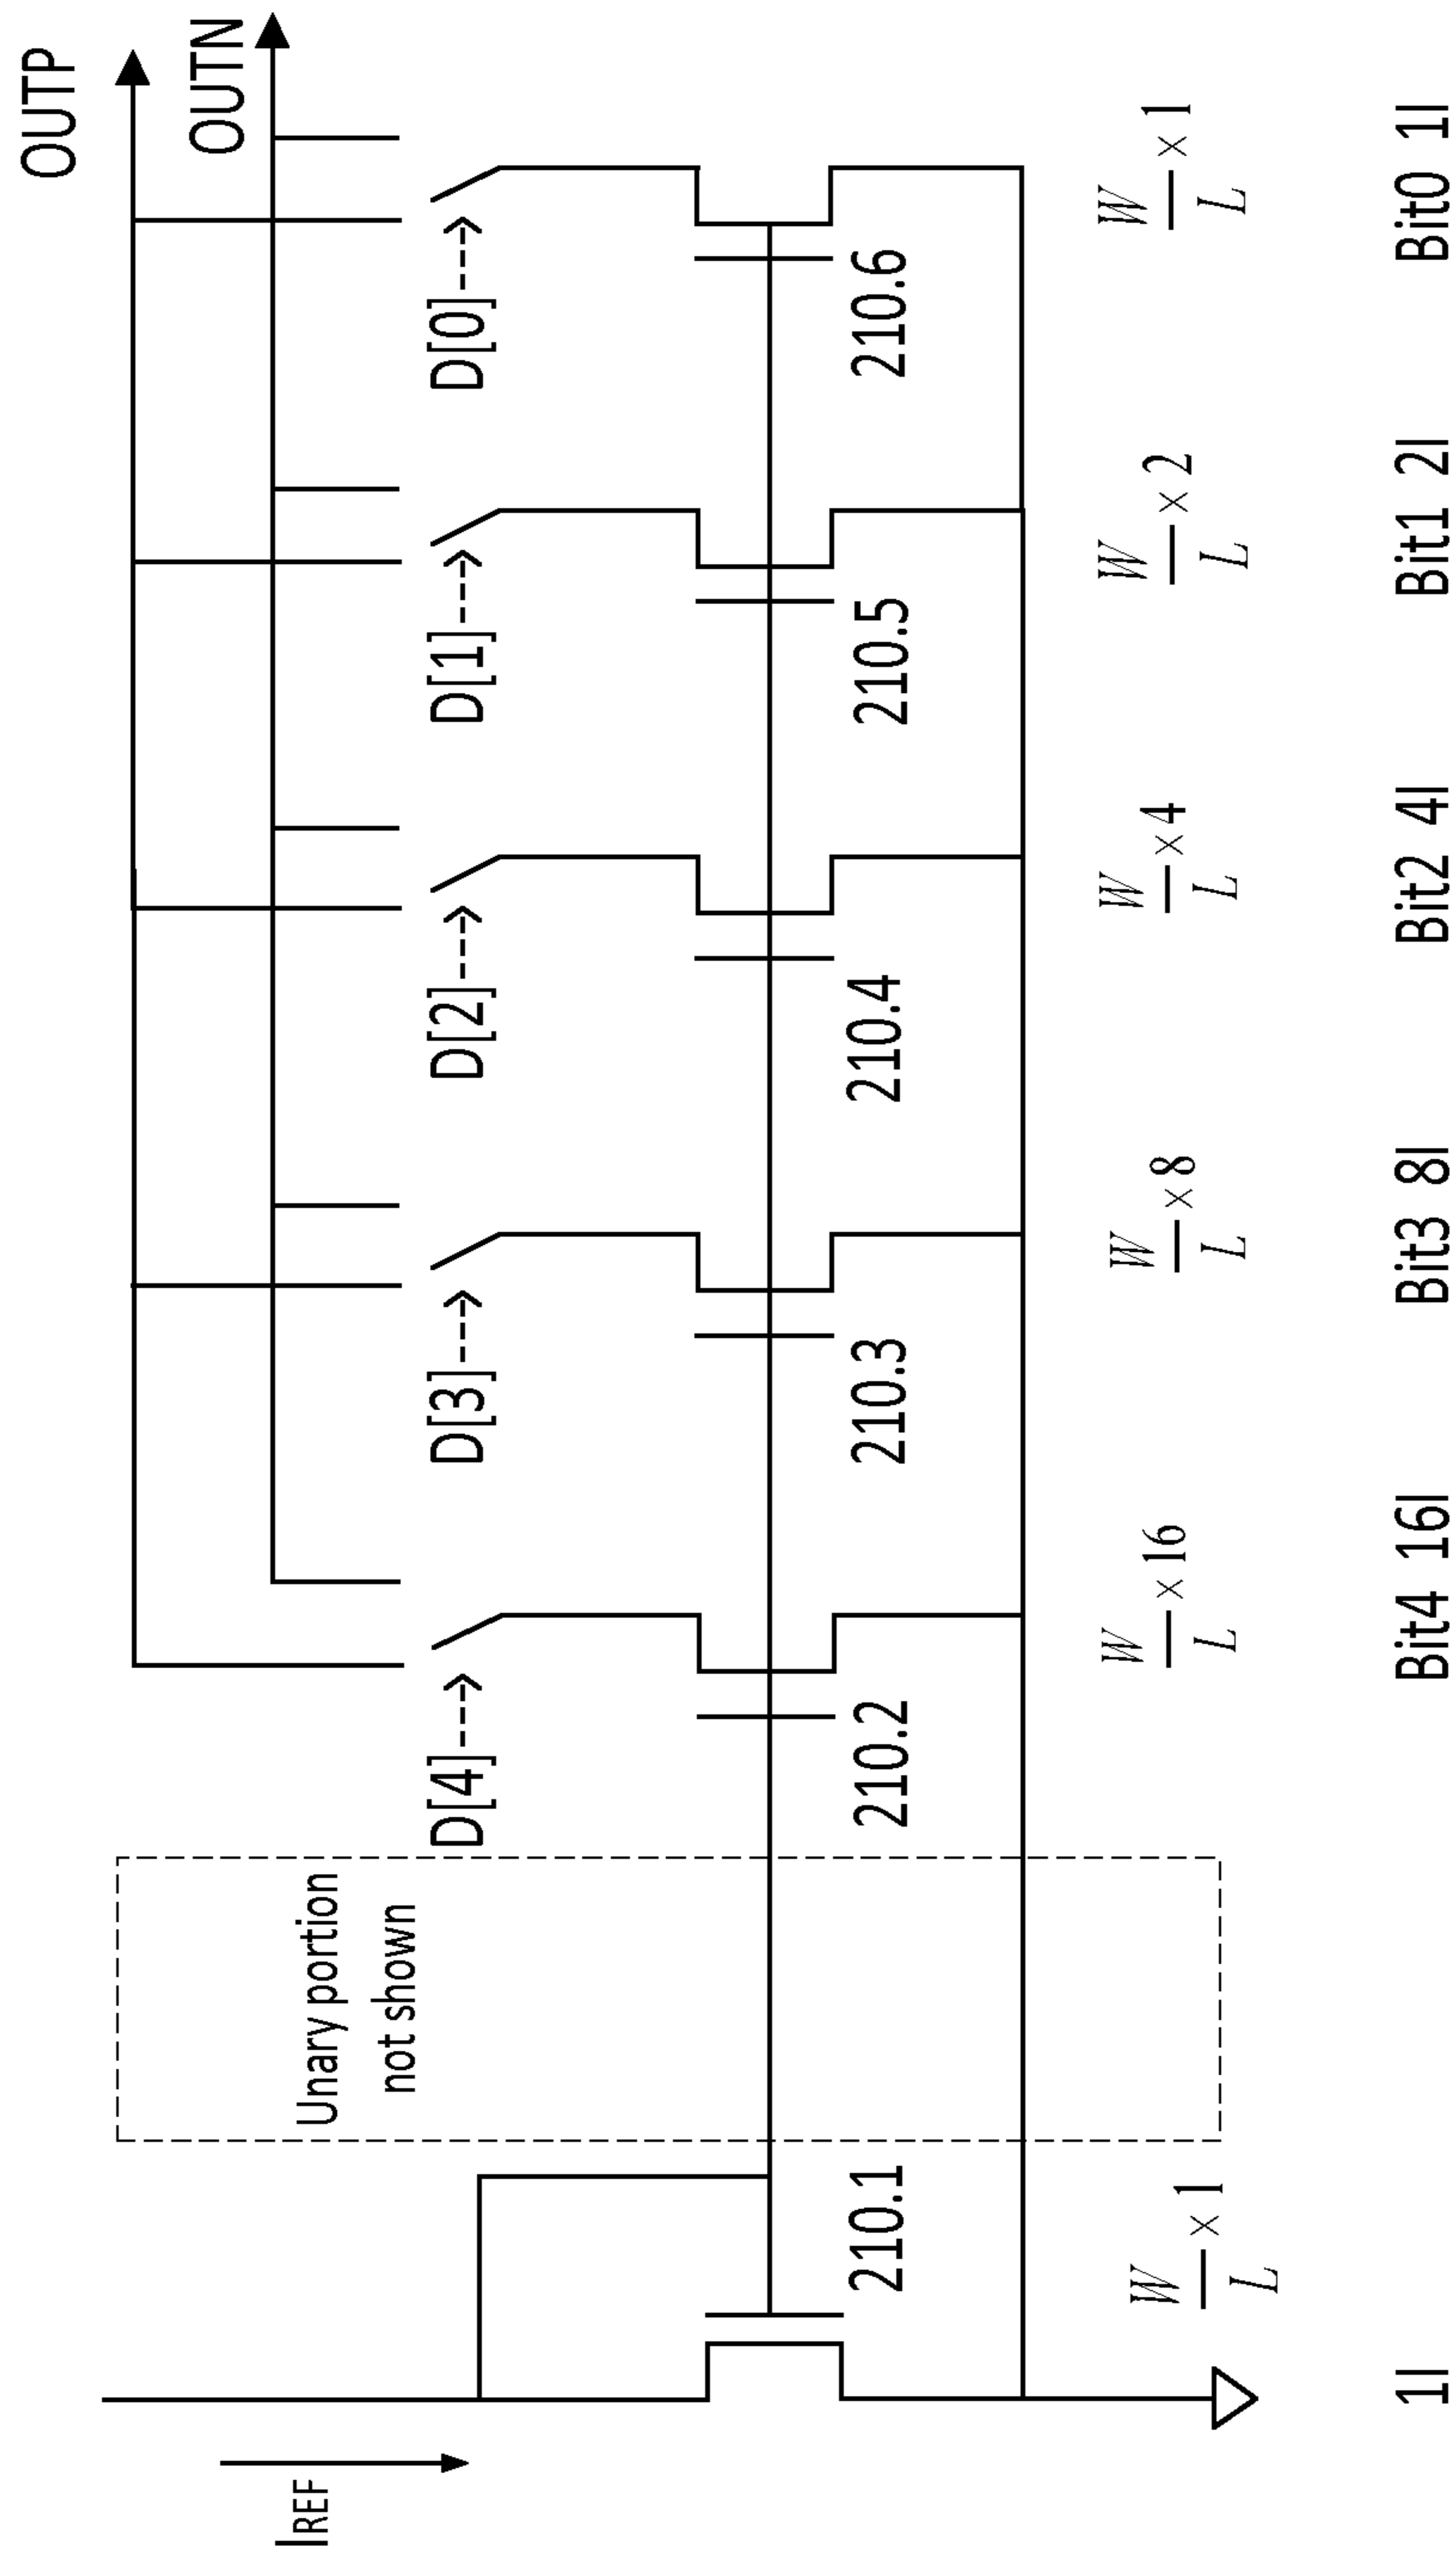 OUTP
OUTN
I_REF
Unary portion
not shown
D[4]
D[3]
D[2]
D[1]
D[0]
210.1
210.2
210.3
210.4
210.5
210.6
W/L × 1
W/L × 16
W/L × 8
W/L × 4
W/L × 2
W/L × 1
1I
Bit4 16I
Bit3 8I
Bit2 4I
Bit1 2I
Bit0 1I